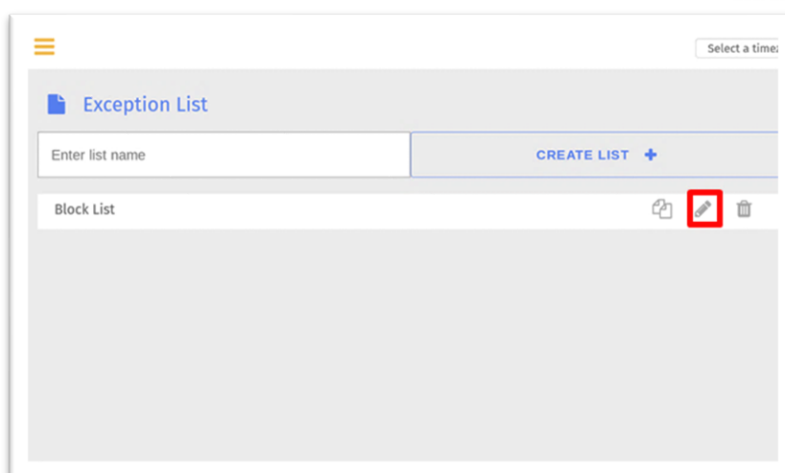 Select a time
Exception List
Enter list name
CREATE LIST +
Block List